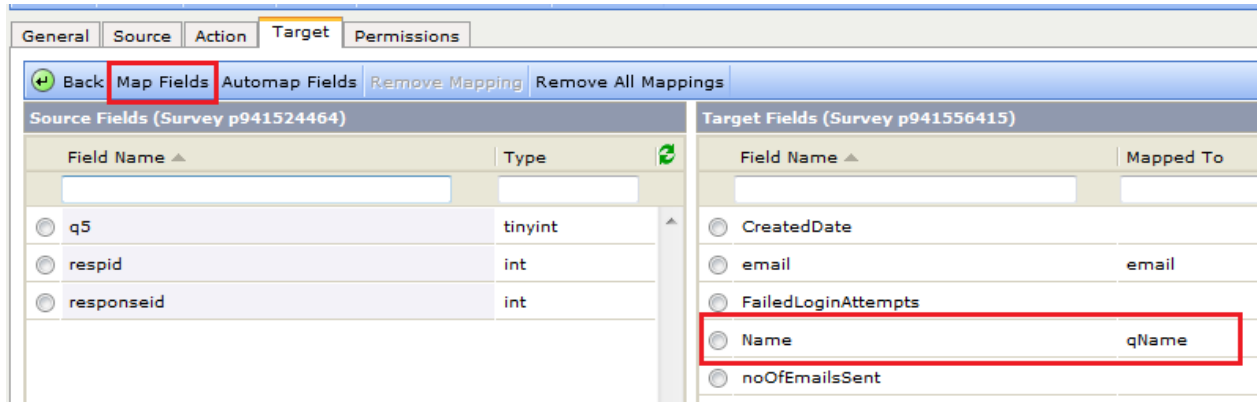 General Source Action Target Permissions
Back Map Fields Automap Fields Remove Mapping Remove All Mappings
Source Fields (Survey p941524464) Target Fields (Survey p941556415)
Field Name Type Field Name Mapped To
q5 tinyint CreatedDate
respid int email email
responseid int FailedLoginAttempts
Name qName
noOfEmailsSent